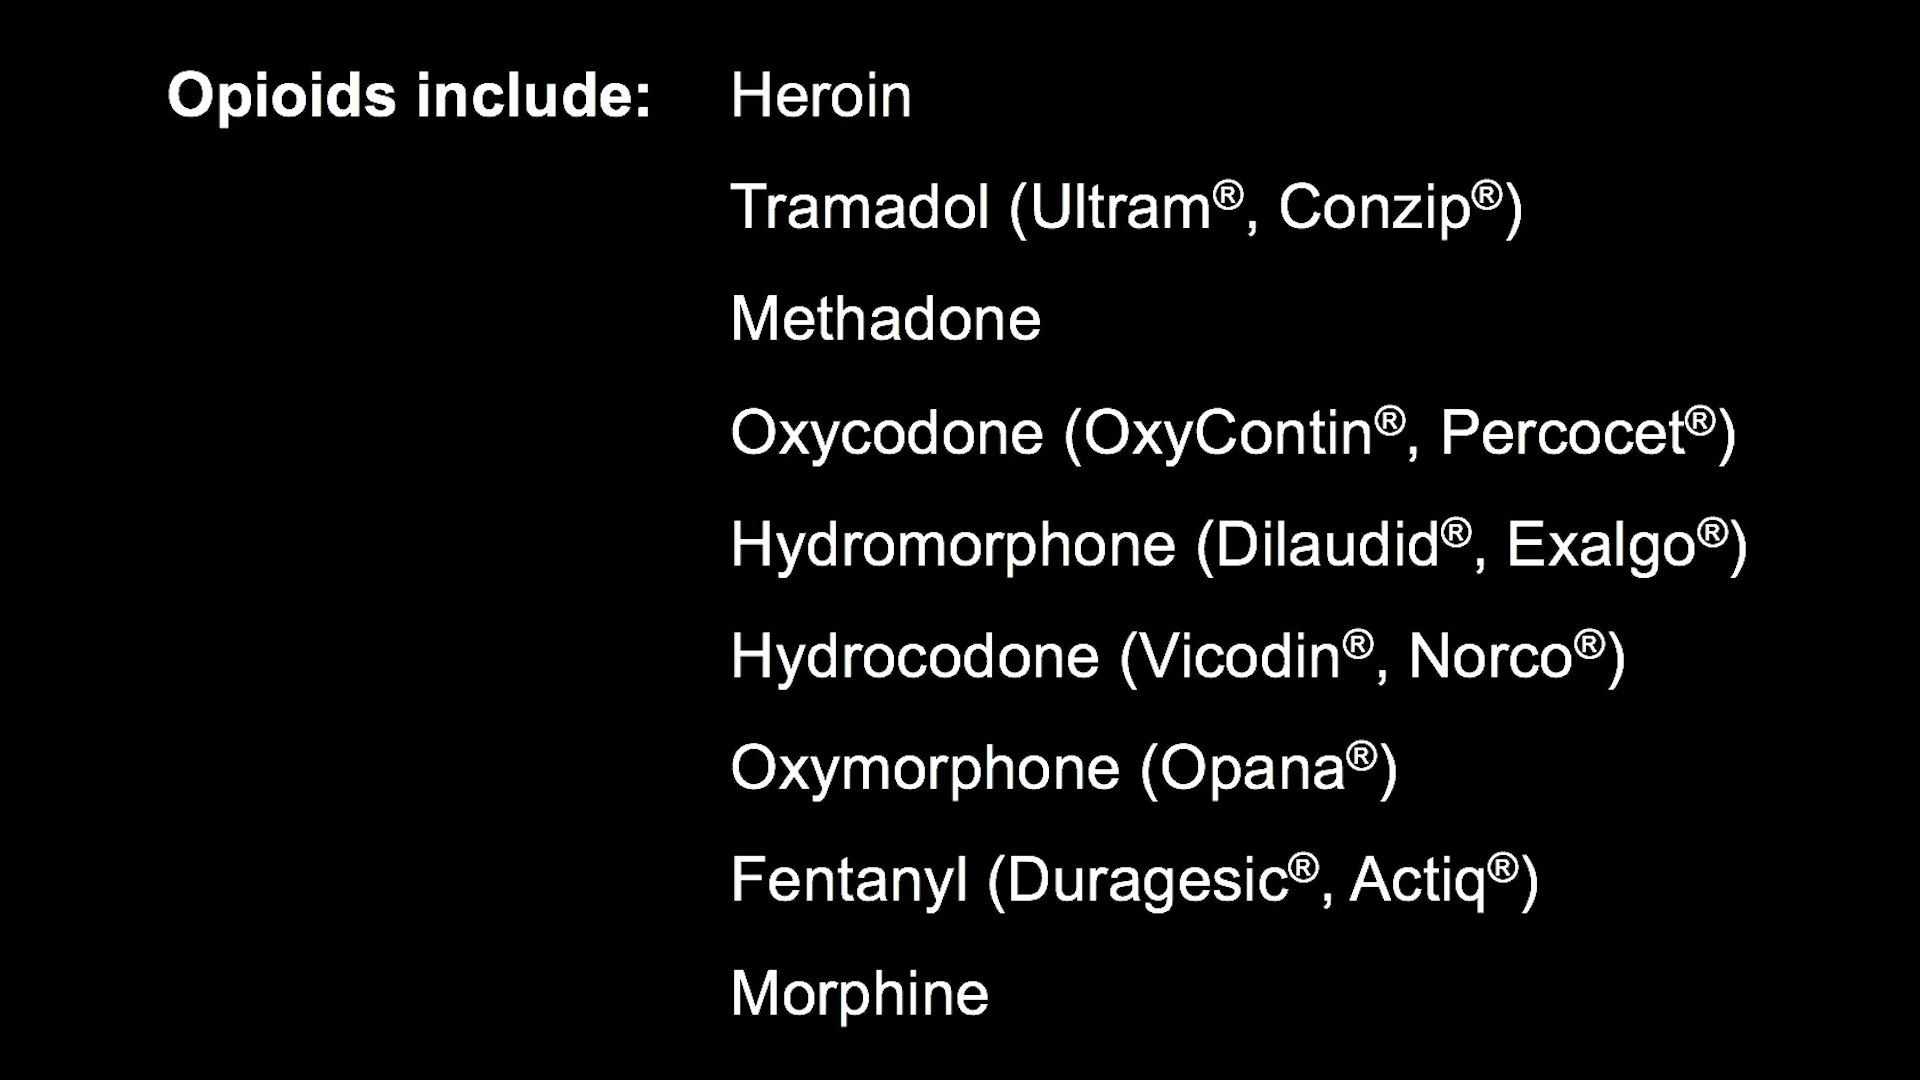 Opioids include: Heroin
Tramadol (Ultram®, Conzip®)
Methadone
Oxycodone (OxyContin®, Percocet®)
Hydromorphone (Dilaudid®, Exalgo®)
Hydrocodone (Vicodin®, Norco®)
Oxymorphone (Opana®)
Fentanyl (Duragesic®, Actiq®)
Morphine